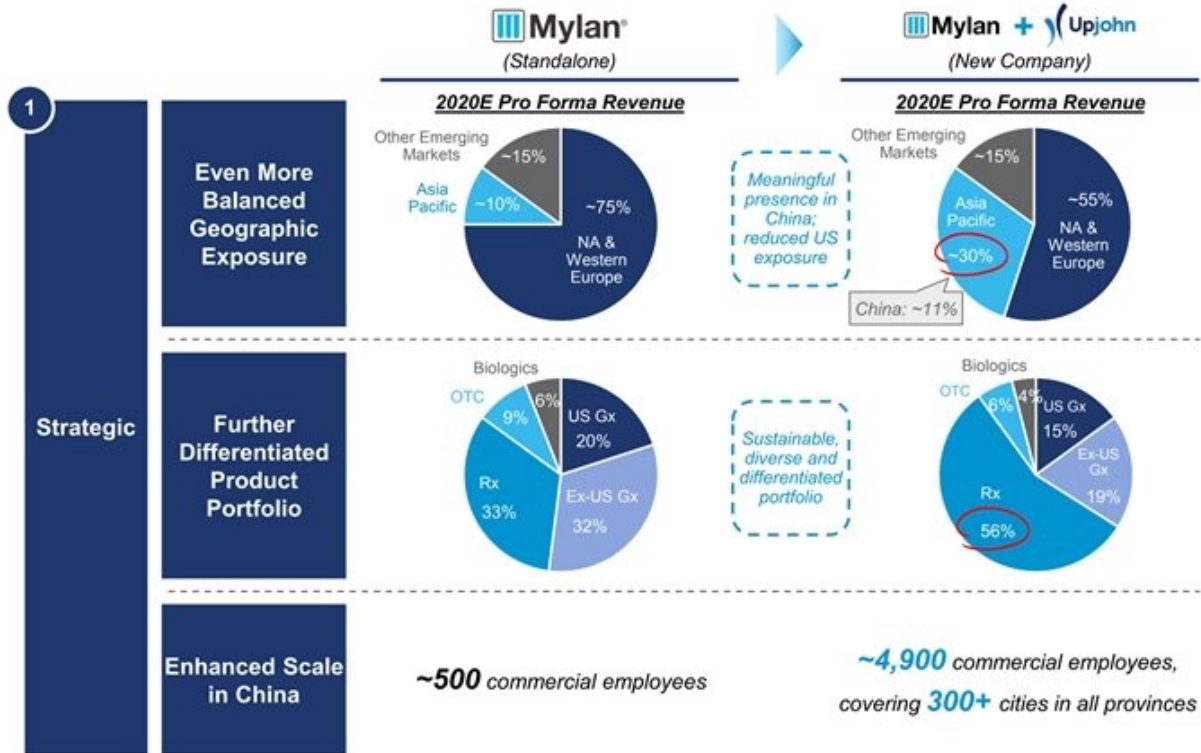 Mylan®
(Standalone)
Mylan + Upjohn
(New Company)
1
Strategic
Even More
Balanced
Geographic
Exposure
2020E Pro Forma Revenue
Other Emerging
Markets
~15%
Asia
Pacific
~10%
~75%
NA &
Western
Europe
Meaningful
presence in
China;
reduced US
exposure
2020E Pro Forma Revenue
Other Emerging
Markets
~15%
Asia
Pacific
~30%
~55%
NA &
Western
Europe
China: ~11%
Further
Differentiated
Product
Portfolio
Biologics
6%
OTC
9%
US Gx
20%
Rx
33%
Ex-US Gx
32%
Sustainable,
diverse and
differentiated
portfolio
Biologics
4%
OTC
6%
US Gx
15%
Ex-US
Gx
19%
Rx
56%
Enhanced Scale
in China
~500 commercial employees
~4,900 commercial employees,
covering 300+ cities in all provinces